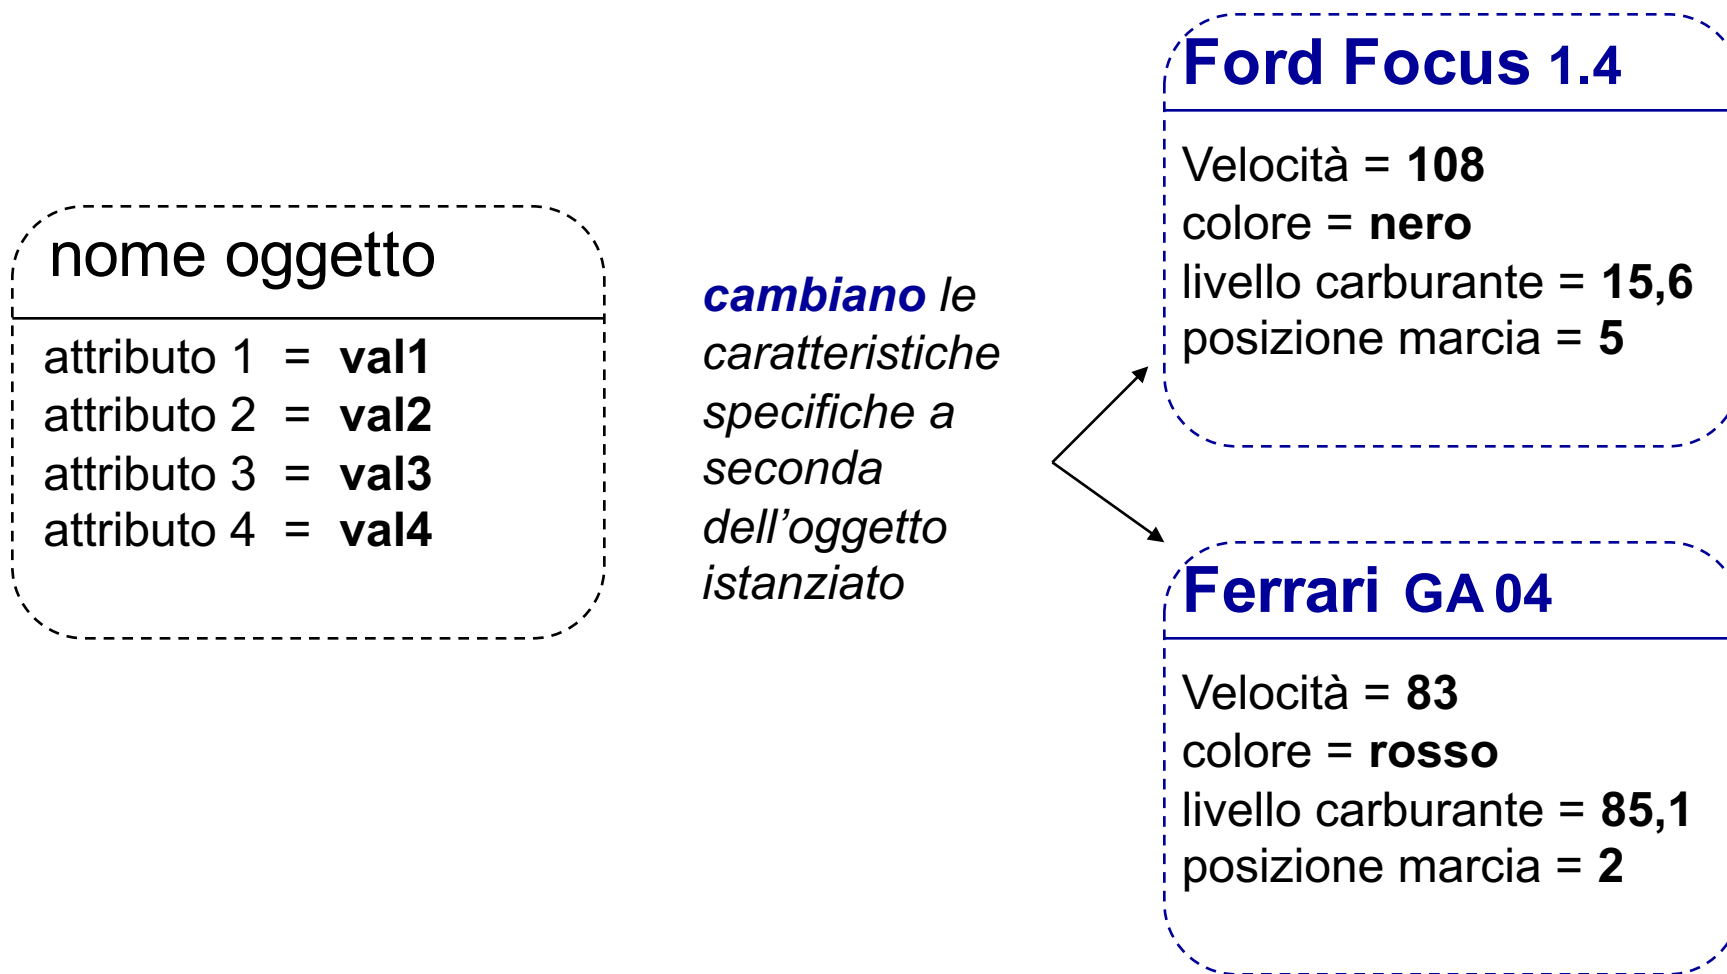 nome oggetto
attributo 1 = val1
attributo 2 = val2
attributo 3 = val3
attributo 4 = val4
cambiano le
caratteristiche
specifiche a
seconda
dell’oggetto
istanziato
Ford Focus 1.4
Velocità = 108
colore = nero
livello carburante = 15,6
posizione marcia = 5
Ferrari GA 04
Velocità = 83
colore = rosso
livello carburante = 85,1
posizione marcia = 2